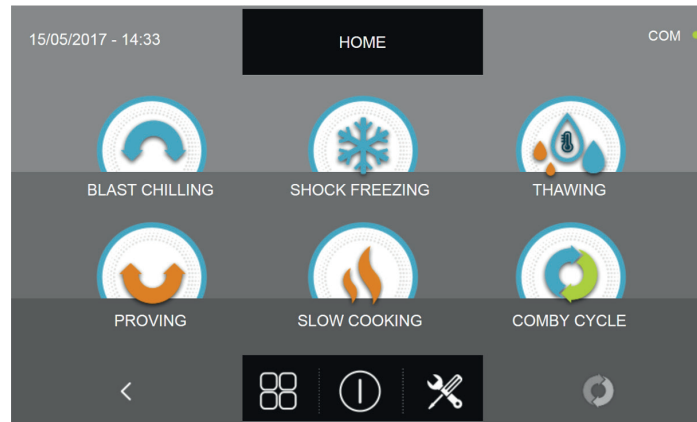 15/05/2017 - 14:33
HOME
COM
BLAST CHILLING
SHOCK FREEZING
THAWING
PROVING
SLOW COOKING
COMBY CYCLE